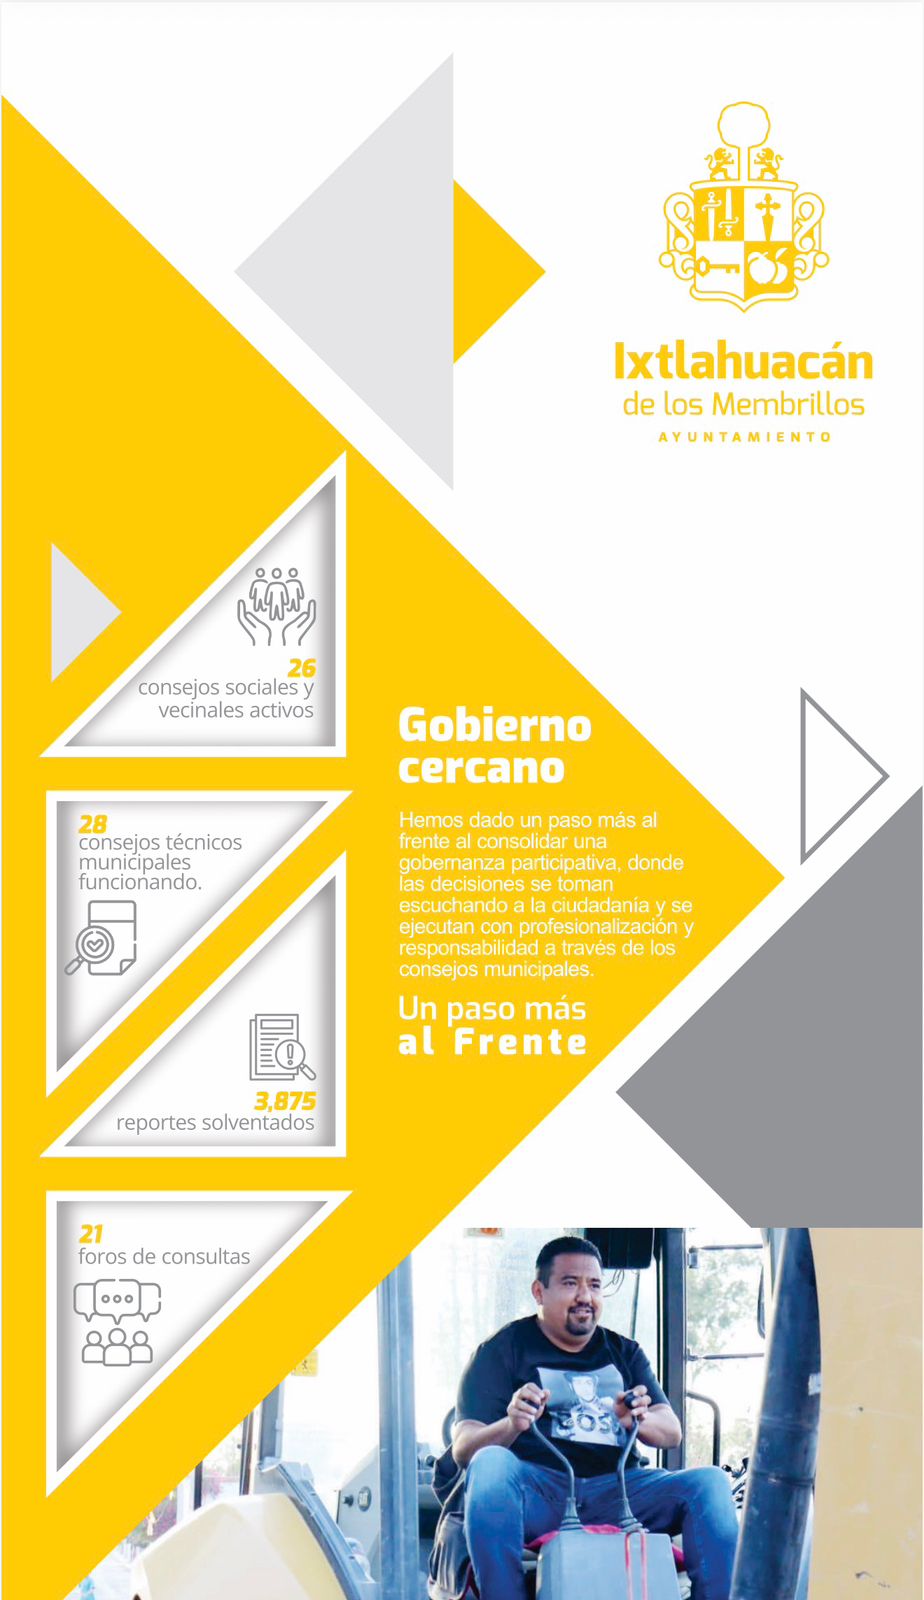 Ixtlahuacán
de los Membrillos
AYUNTAMIENTO
26
consejos sociales y
vecinales activos
28
consejos técnicos
municipales
funcionando.
3,875
reportes solventados
21
foros de consultas
Gobierno
cercano
Hemos dado un paso más al
frente al consolidar una
gobernanza participativa, donde
las decisiones se toman
escuchando a la ciudadanía y se
ejecutan con profesionalización y
responsabilidad a través de los
consejos municipales.
Un paso más
al Frente